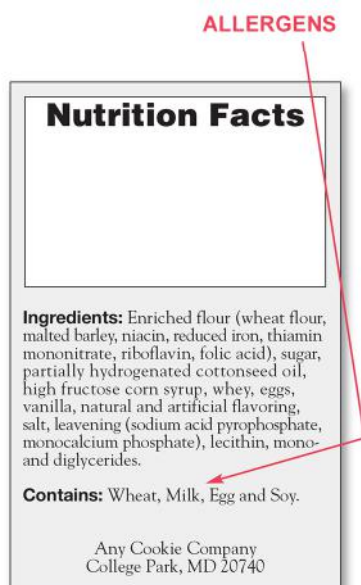 ALLERGENS
Nutrition Facts
Ingredients: Enriched flour (wheat flour,
malted barley, niacin, reduced iron, thiamin
mononitrate, riboflavin, folic acid), sugar,
partially hydrogenated cottonseed oil,
high fructose corn syrup, whey, eggs,
vanilla, natural and artificial flavoring,
salt, leavening (sodium acid pyrophosphate,
monocalcium phosphate), lecithin, mono-
and diglycerides.
Contains: Wheat, Milk, Egg and Soy.
Any Cookie Company
College Park, MD 20740